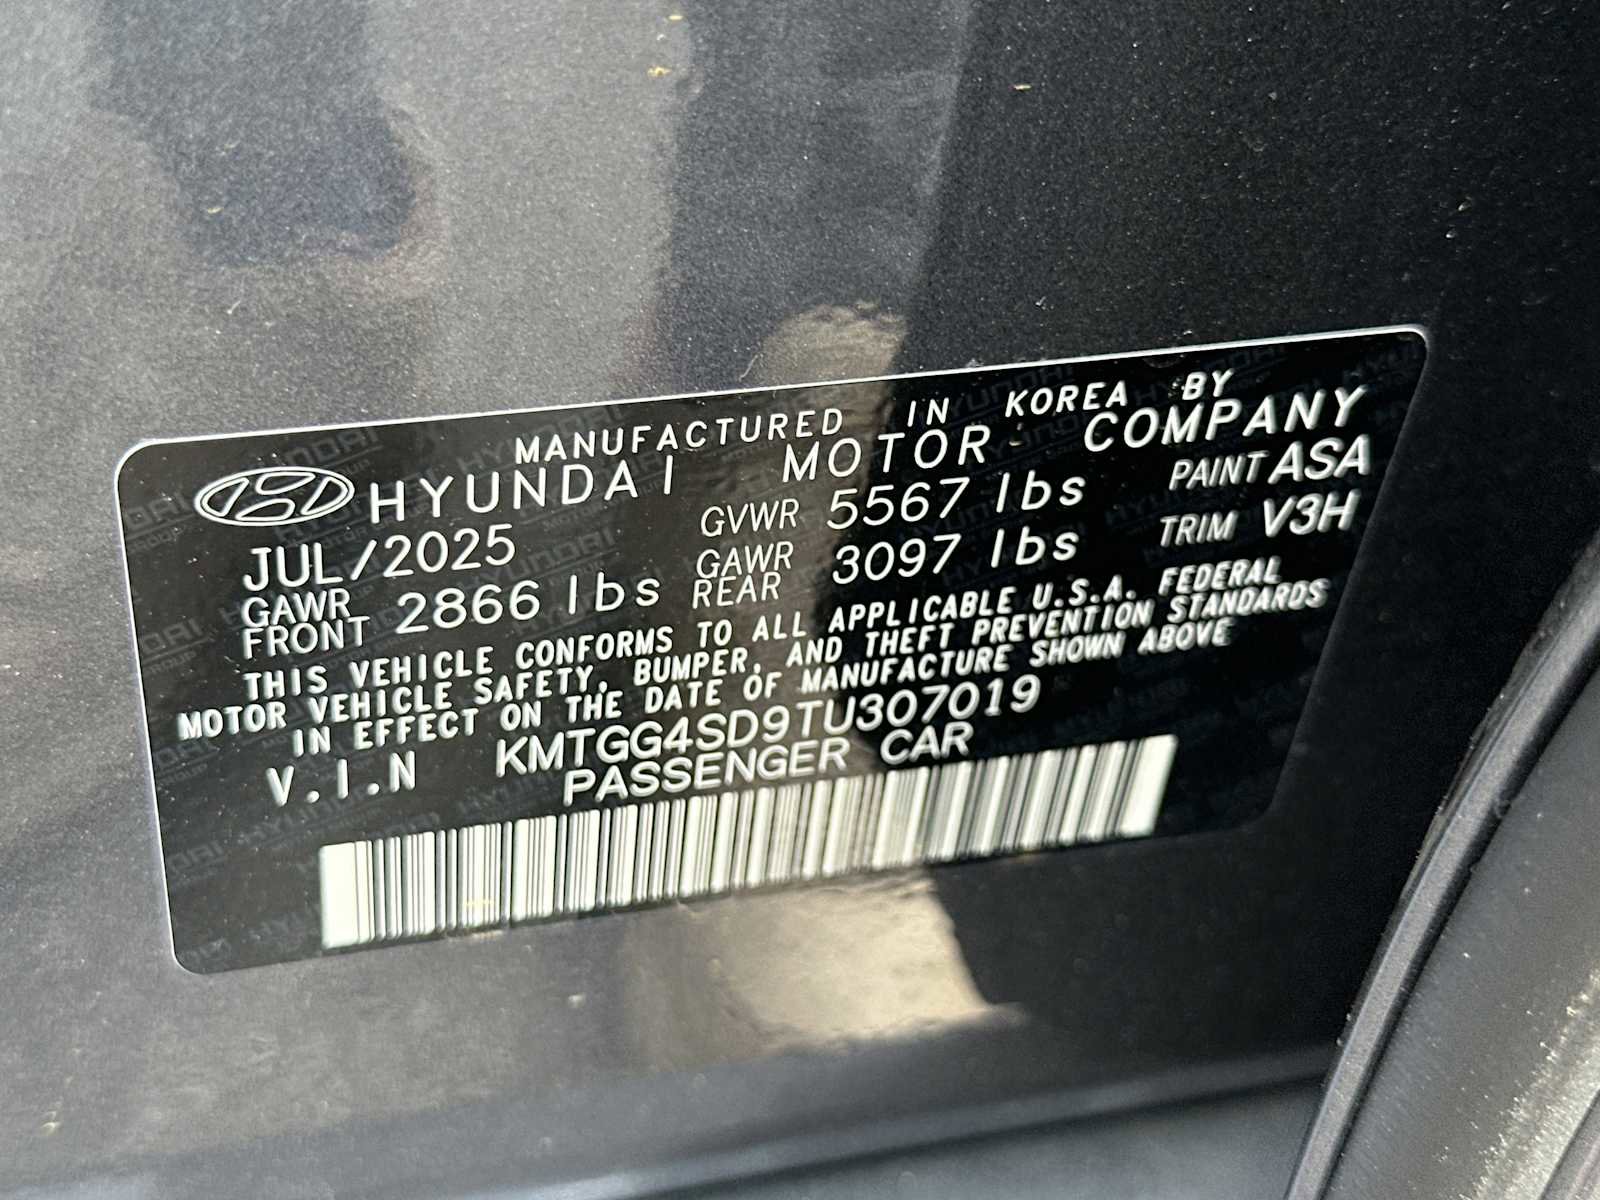 MANUFACTURED IN KOREA BY
HYUNDAI MOTOR COMPANY
JUL/2025 GVWR 5567 lbs PAINT ASA
GAWR FRONT 2866 lbs GAWR REAR 3097 lbs TRIM V3H
THIS VEHICLE CONFORMS TO ALL APPLICABLE U.S.A. FEDERAL
MOTOR VEHICLE SAFETY, BUMPER, AND THEFT PREVENTION STANDARDS
IN EFFECT ON THE DATE OF MANUFACTURE SHOWN ABOVE
V.I.N KMTGG4SD9TU307019
PASSENGER CAR